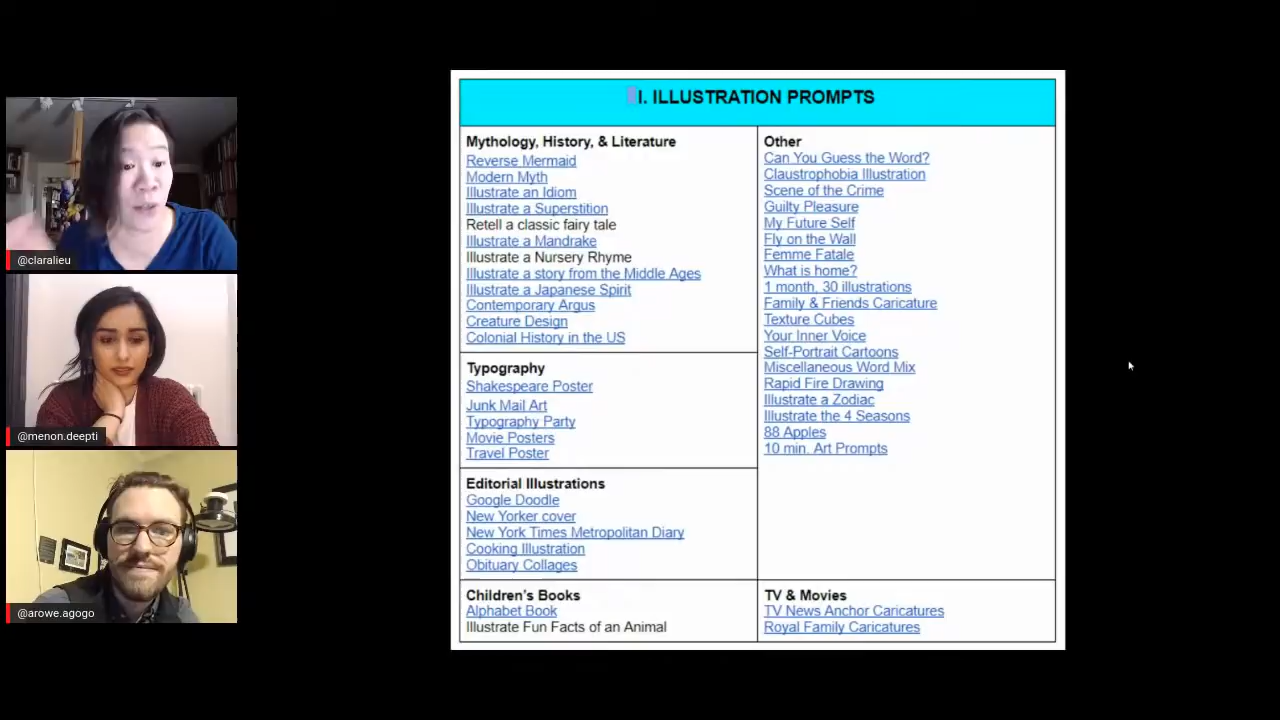 @claralieu
@menon.deepti
@arowe.agogo
I. ILLUSTRATION PROMPTS
Mythology, History, & Literature
Reverse Mermaid
Modern Myth
Illustrate an Idiom
Illustrate a Superstition
Retell a classic fairy tale
Illustrate a Mandrake
Illustrate a Nursery Rhyme
Illustrate a story from the Middle Ages
Illustrate a Japanese Spirit
Contemporary Argus
Creature Design
Colonial History in the US
Typography
Shakespeare Poster
Junk Mail Art
Typography Party
Movie Posters
Travel Poster
Editorial Illustrations
Google Doodle
New Yorker cover
New York Times Metropolitan Diary
Cooking Illustration
Obituary Collages
Children's Books
Alphabet Book
Illustrate Fun Facts of an Animal
Other
Can You Guess the Word?
Claustrophobia Illustration
Scene of the Crime
Guilty Pleasure
My Future Self
Fly on the Wall
Femme Fatale
What is home?
1 month, 30 illustrations
Family & Friends Caricature
Texture Cubes
Your Inner Voice
Self-Portrait Cartoons
Miscellaneous Word Mix
Rapid Fire Drawing
Illustrate a Zodiac
Illustrate the 4 Seasons
88 Apples
10 min. Art Prompts
TV & Movies
TV News Anchor Caricatures
Royal Family Caricatures